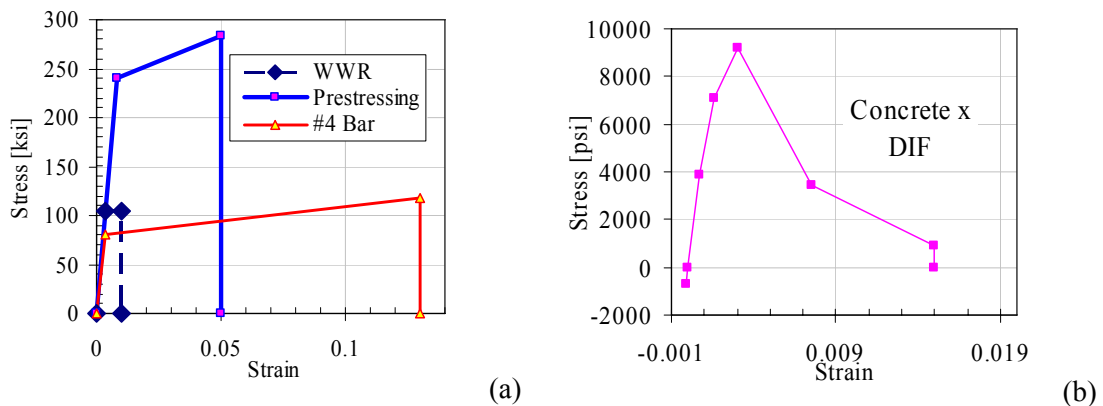 300
250
200
150
100
50
0
Stress [ksi]
WWR
Prestressing
#4 Bar
0 0.05 0.1
Strain
(a)
10000
8000
6000
4000
2000
0
-2000
Stress [psi]
Concrete x
DIF
-0.001 0.009 0.019
Strain
(b)